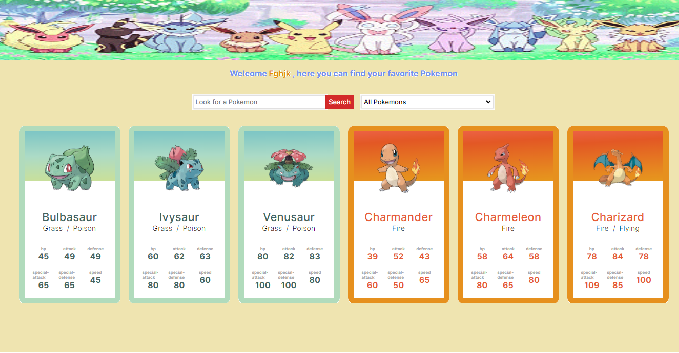 Welcome Fghjk , here you can find your favorite Pokemon
Look for a Pokemon Search All Pokemons
Bulbasaur
Grass / Poison
hp attack defense
45 49 49
special-attack special-defense speed
65 65 45
Ivysaur
Grass / Poison
hp attack defense
60 62 63
special-attack special-defense speed
80 80 60
Venusaur
Grass / Poison
hp attack defense
80 82 83
special-attack special-defense speed
100 100 80
Charmander
Fire
hp attack defense
39 52 43
special-attack special-defense speed
60 50 65
Charmeleon
Fire
hp attack defense
58 64 58
special-attack special-defense speed
80 65 80
Charizard
Fire / Flying
hp attack defense
78 84 78
special-attack special-defense speed
109 85 100